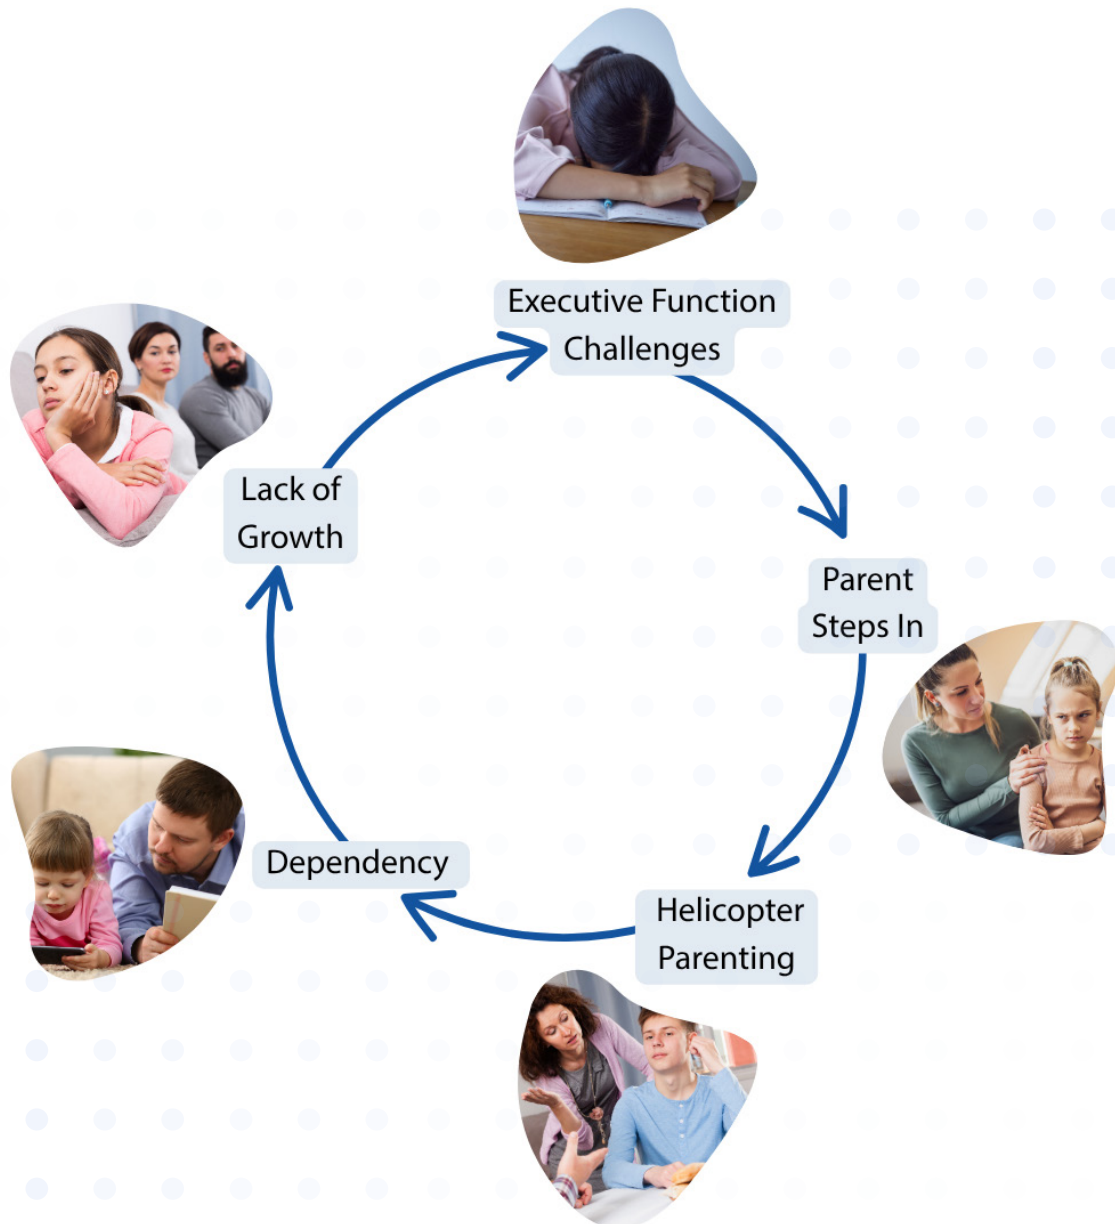 Executive Function
Challenges
Parent
Steps In
Helicopter
Parenting
Dependency
Lack of
Growth